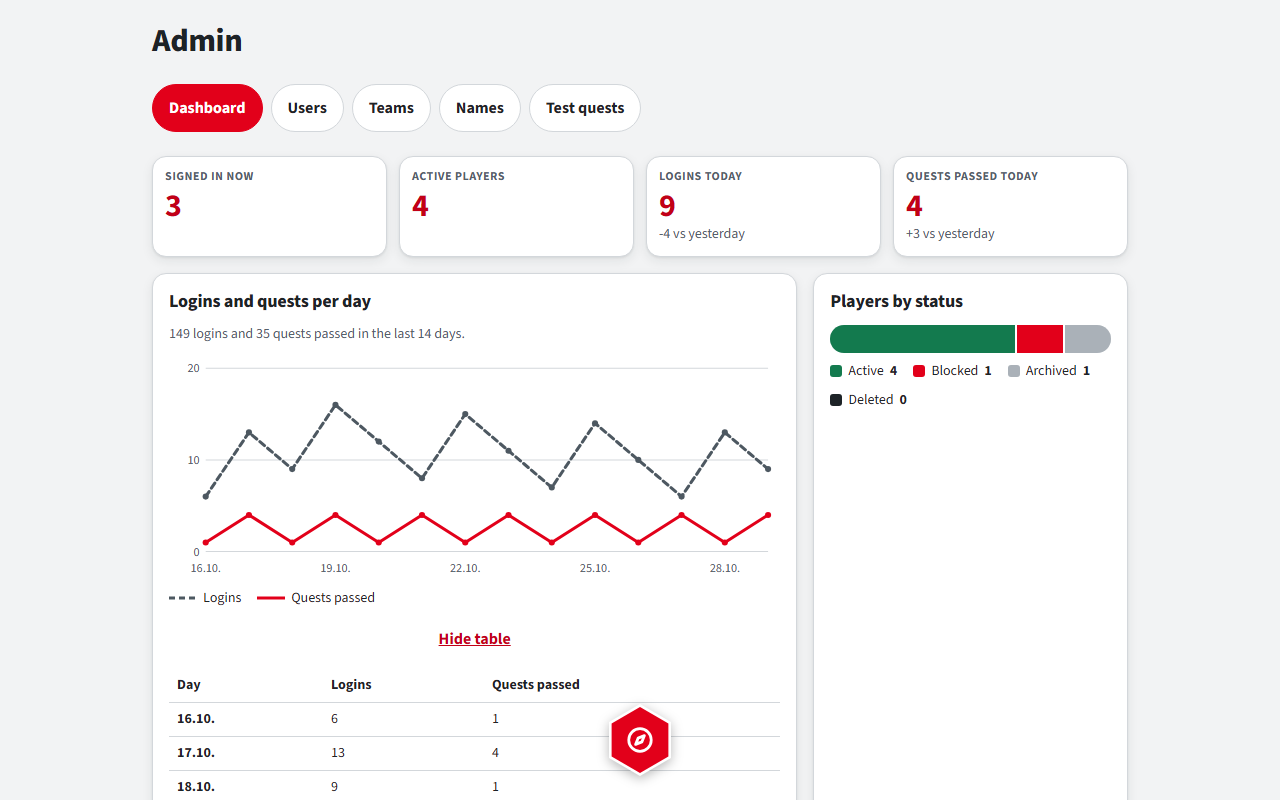 Admin
Dashboard Users Teams Names Test quests
SIGNED IN NOW
3
ACTIVE PLAYERS
4
LOGINS TODAY
9
-4 vs yesterday
QUESTS PASSED TODAY
4
+3 vs yesterday
Logins and quests per day
149 logins and 35 quests passed in the last 14 days.
20
10
0
16.10. 19.10. 22.10. 25.10. 28.10.
Logins Quests passed
Hide table
Day Logins Quests passed
16.10. 6 1
17.10. 13 4
18.10. 9 1
Players by status
Active 4 Blocked 1 Archived 1
Deleted 0